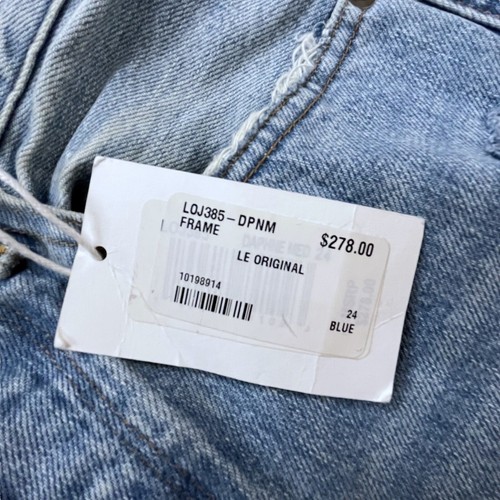 LOJ385-DPNM
FRAME
$278.00
LE ORIGINAL
10198914
24
BLUE